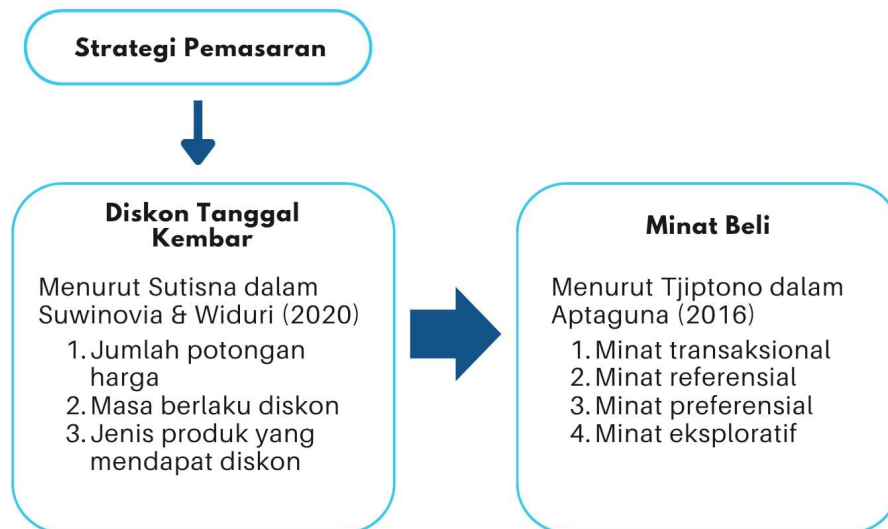 Strategi Pemasaran
Diskon Tanggal
Kembar
Menurut Sutisna dalam
Suwinovia & Widuri (2020)
1. Jumlah potongan
harga
2. Masa berlaku diskon
3. Jenis produk yang
mendapat diskon
Minat Beli
Menurut Tjiptono dalam
Aptaguna (2016)
1. Minat transaksional
2. Minat referensial
3. Minat preferensial
4. Minat eksploratif